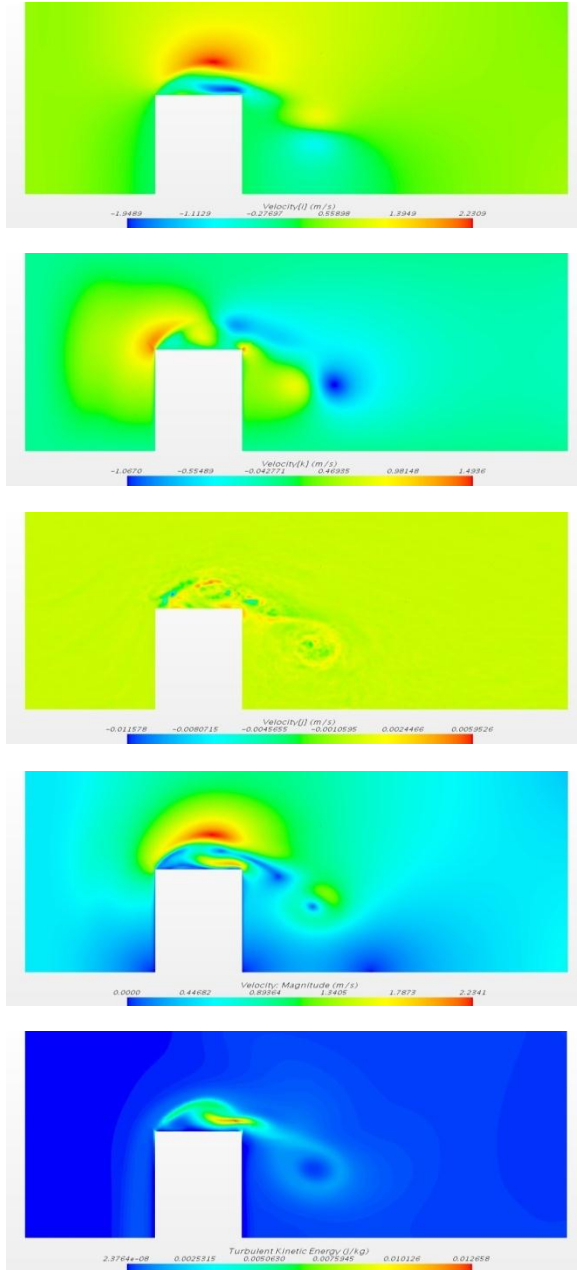 Velocity[i] (m/s)
-1.9489 -1.1129 -0.27697 0.55898 1.3949 2.2309
Velocity[k] (m/s)
-1.0670 -0.55489 -0.042771 0.46935 0.98148 1.4936
Velocity[j] (m/s)
-0.011578 -0.0080715 -0.0045655 -0.0010595 0.0024466 0.0059526
Velocity: Magnitude (m/s)
0.0000 0.44682 0.89364 1.3405 1.7873 2.2341
Turbulent Kinetic Energy (J/kg)
2.3764e-08 0.0025315 0.0050630 0.0075945 0.010126 0.012658